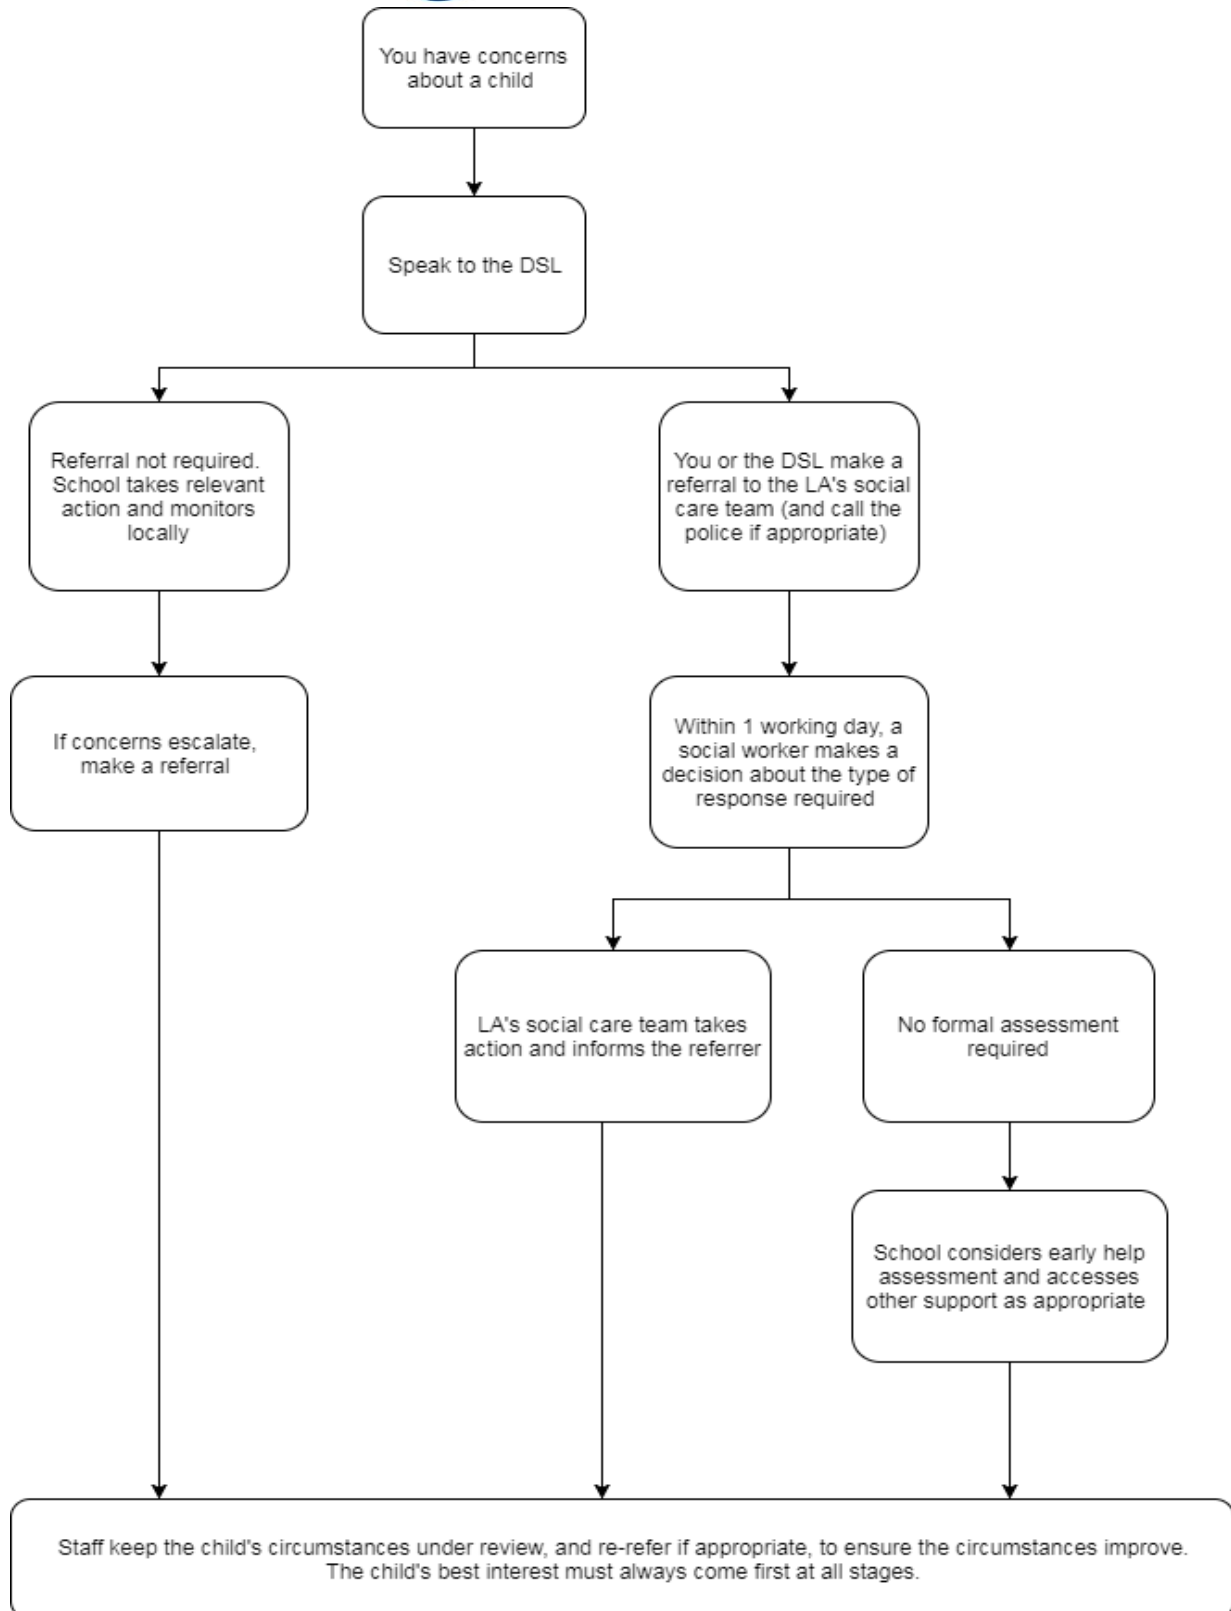 You have concerns
about a child
Speak to the DSL
Referral not required.
School takes relevant
action and monitors
locally
You or the DSL make a
referral to the LA's social
care team (and call the
police if appropriate)
If concerns escalate,
make a referral
Within 1 working day, a
social worker makes a
decision about the type of
response required
LA's social care team takes
action and informs the referrer
No formal assessment
required
School considers early help
assessment and accesses
other support as appropriate
Staff keep the child's circumstances under review, and re-refer if appropriate, to ensure the circumstances improve.
The child's best interest must always come first at all stages.